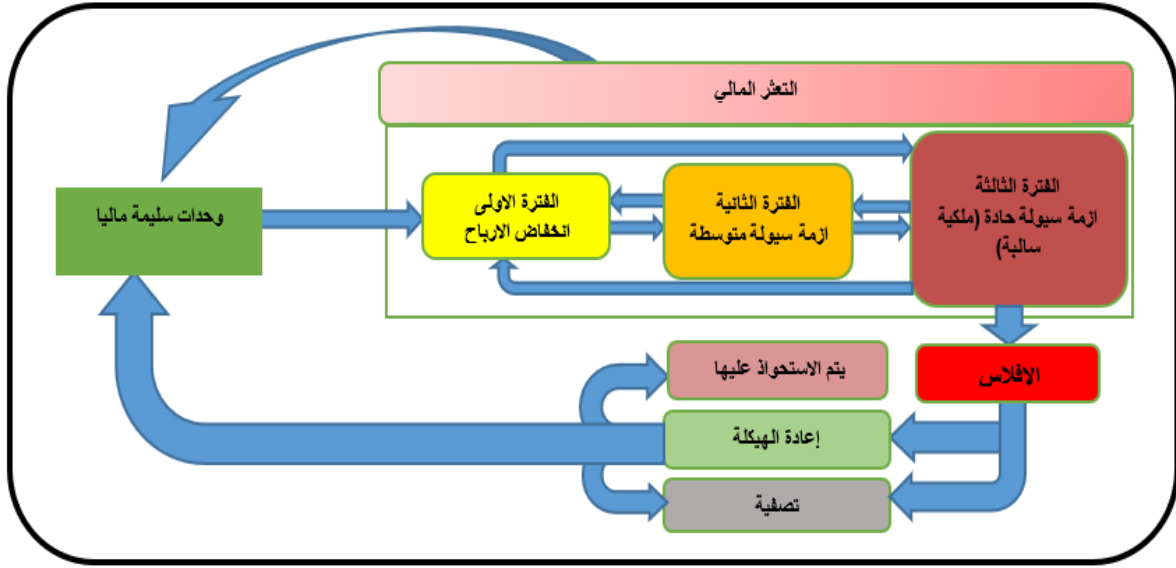 التعثر المالي
وحدات سليمة ماليا
الفترة الاولى
انخفاض الارباح
الفترة الثانية
ازمة سيولة متوسطة
الفترة الثالثة
ازمة سيولة حادة (ملكية
سالبة)
الافلاس
يتم الاستحواذ عليها
إعادة الهيكلة
تصفية